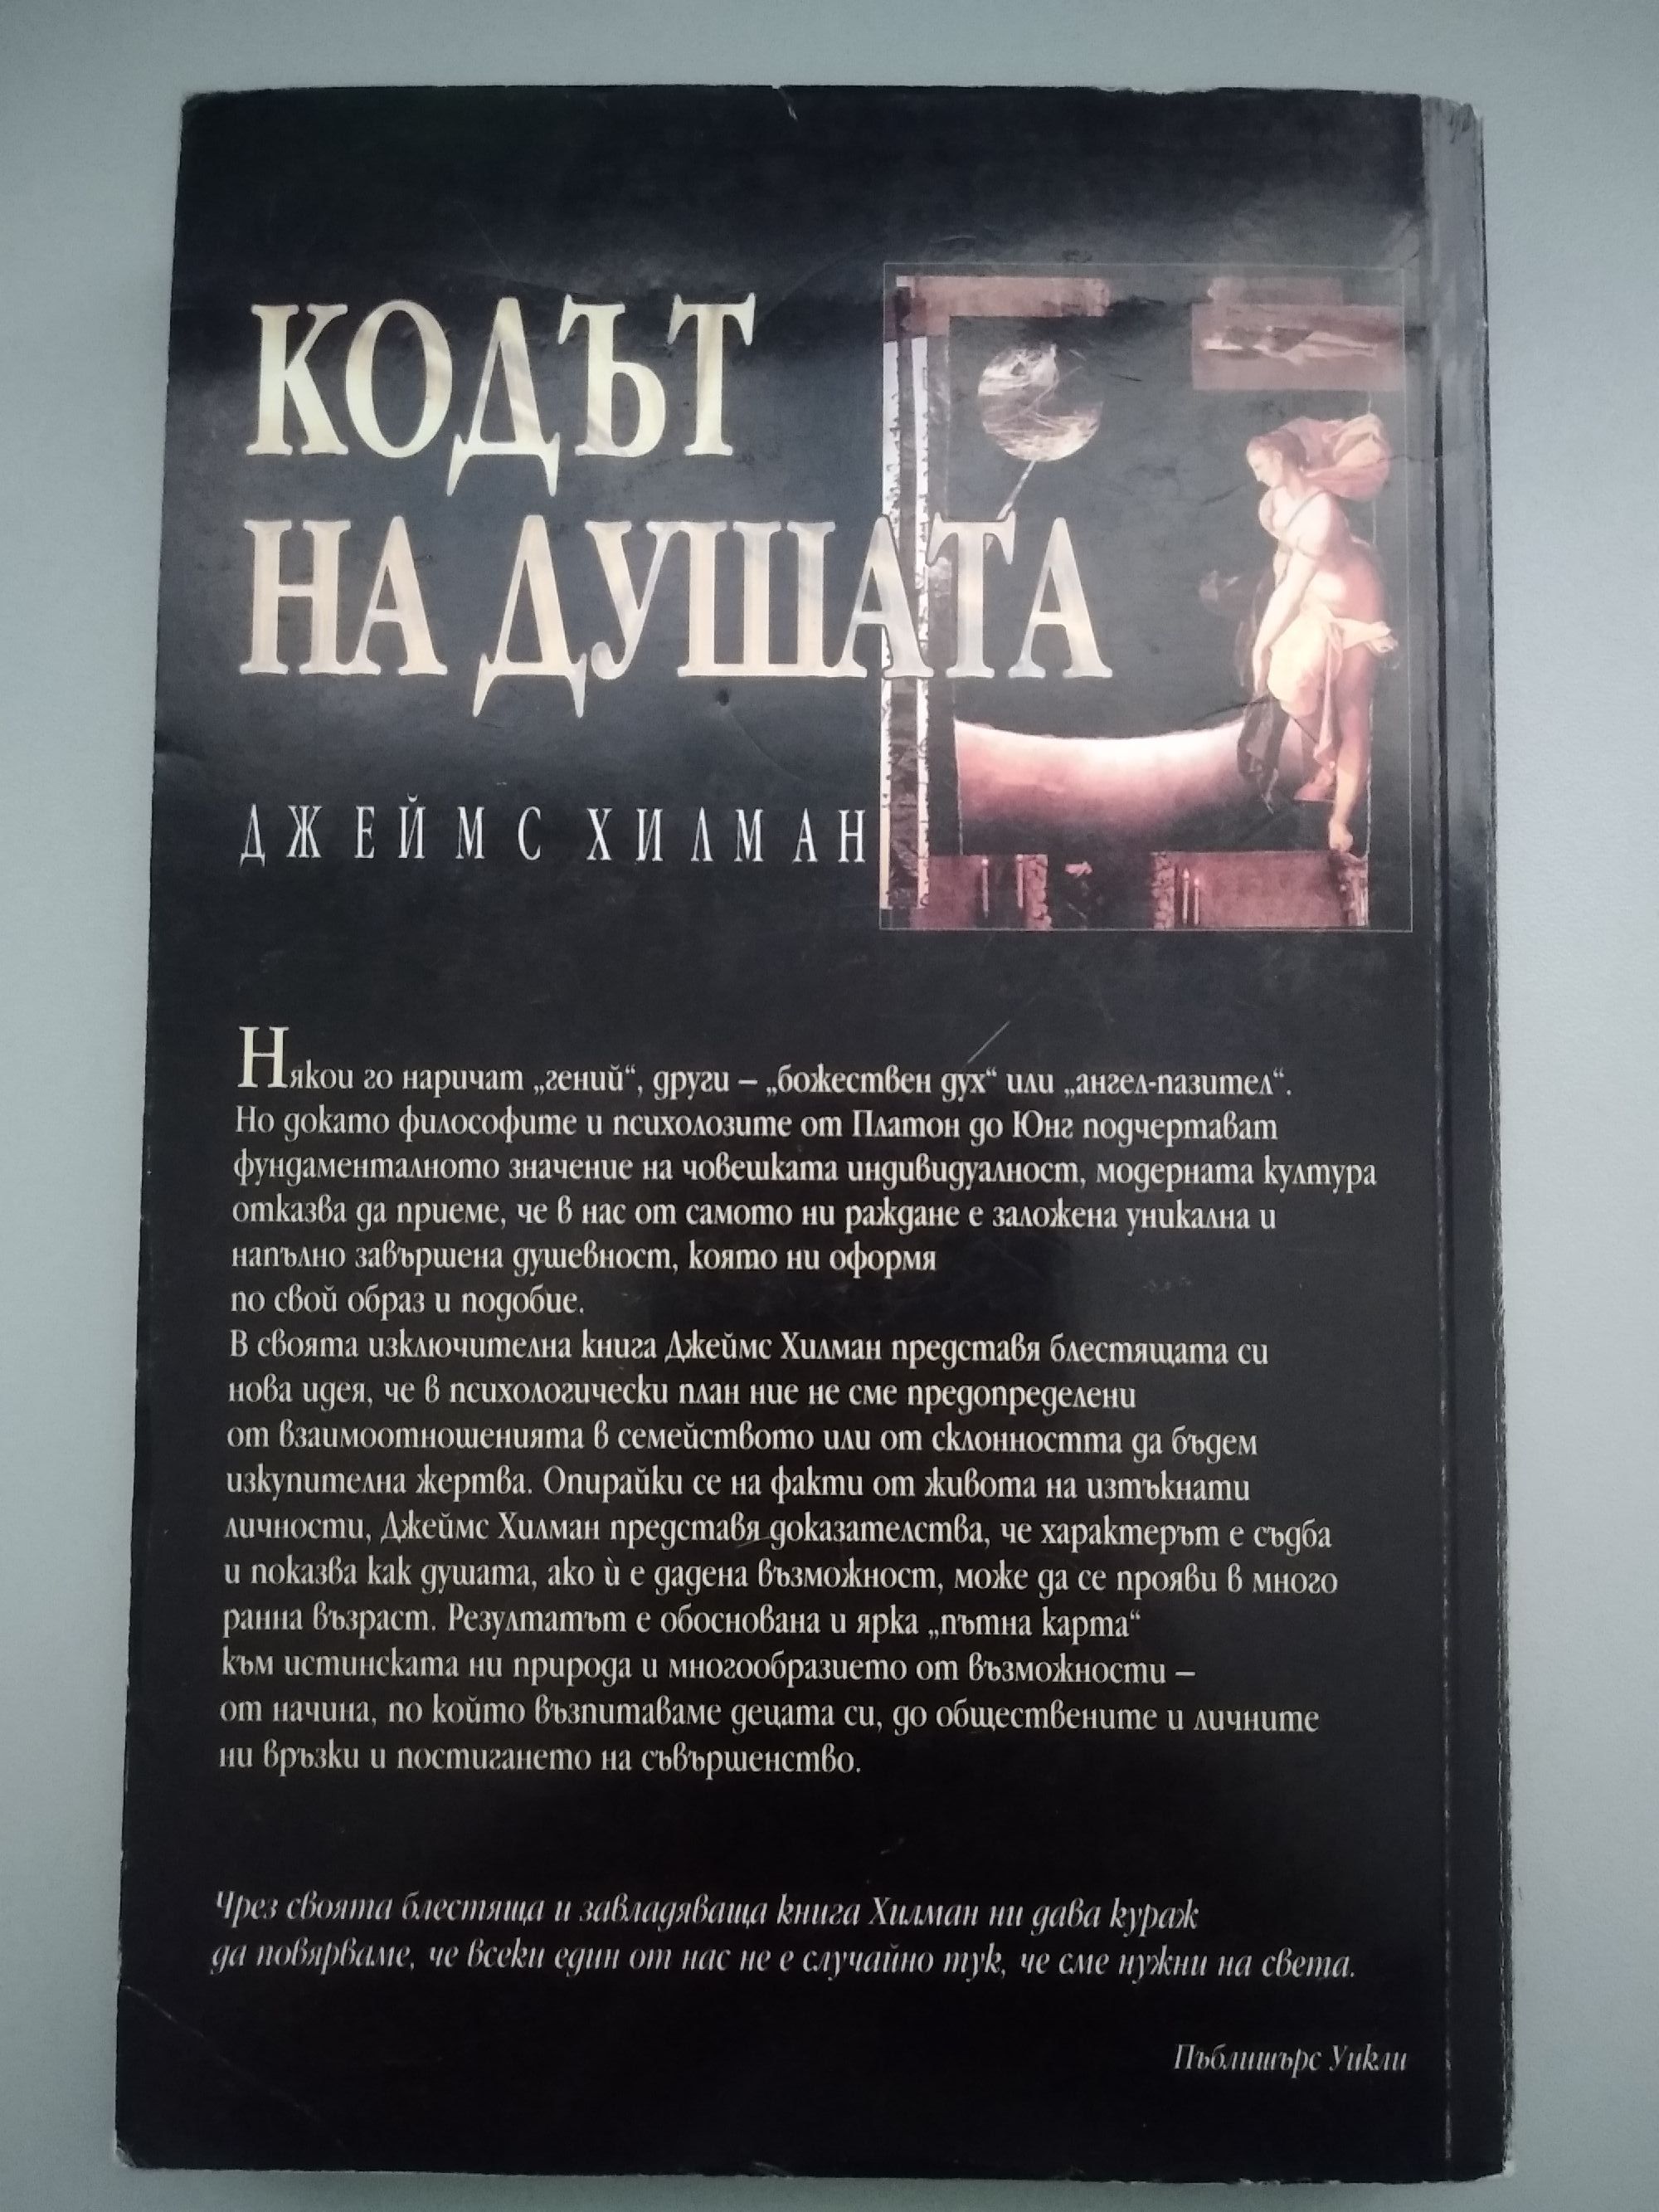 КОДЪТ
НА ДУШАТА
ДЖЕЙМС ХИЛМАН
Някои го наричат „гений“, други – „божествен дух“ или „ангел-пазител“.
Но докато философите и психолозите от Платон до Юнг подчертават
фундаменталното значение на човешката индивидуалност, модерната култура
отказва да приеме, че в нас от самото ни раждане е заложена уникална и
напълно завършена душевност, която ни оформя
по свой образ и подобие.
В своята изключителна книга Джеймс Хилман представя блестящата си
нова идея, че в психологически план ние не сме предопределени
от взаимоотношенията в семейството или от склонността да бъдем
изкупителна жертва. Опирайки се на факти от живота на изтъкнати
личности, Джеймс Хилман представя доказателства, че характерът е съдба
и показва как душата, ако ѝ е дадена възможност, може да се прояви в много
ранна възраст. Резултатът е обоснована и ярка „пътна карта“
към истинската ни природа и многообразието от възможности –
от начина, по който възпитаваме децата си, до обществените и личните
ни връзки и постигането на съвършенство.
Чрез своята блестяща и завладяваща книга Хилман ни дава кураж
да повярваме, че всеки един от нас не е случайно тук, че сме нужни на света.
Пъблишърс Уикли